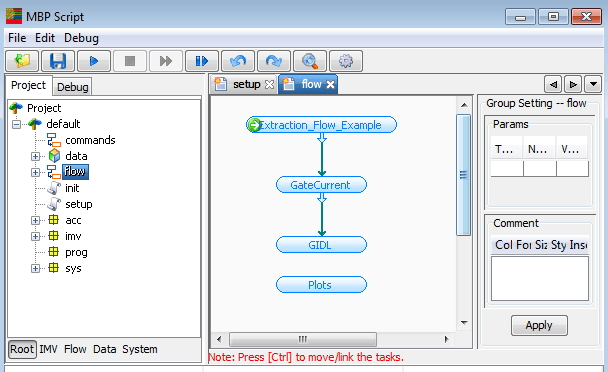 MBP Script
File Edit Debug
Project Debug
setup flow
Project
default
commands
data
flow
init
setup
acc
imv
prog
sys
Root IMV Flow Data System
Extraction_Flow_Example
GateCurrent
GIDL
Plots
Note: Press [Ctrl] to move/link the tasks.
Group Setting -- flow
Params
T... N... V...
Comment
Col For Siz Sty Inse
Apply